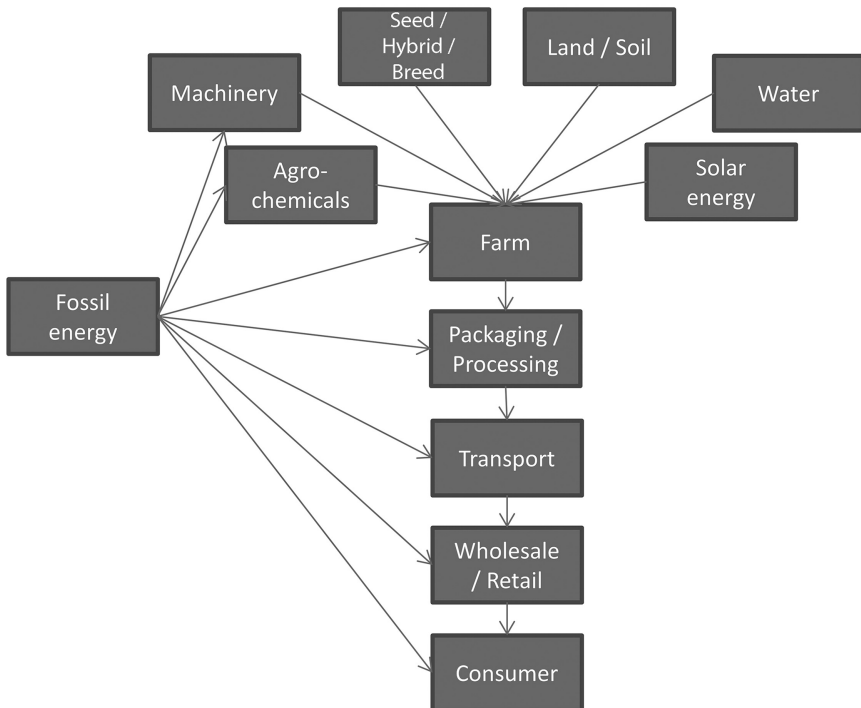 Seed /
Hybrid /
Breed
Land / Soil
Machinery
Water
Agro-
chemicals
Solar
energy
Farm
Fossil
energy
Packaging /
Processing
Transport
Wholesale
/ Retail
Consumer